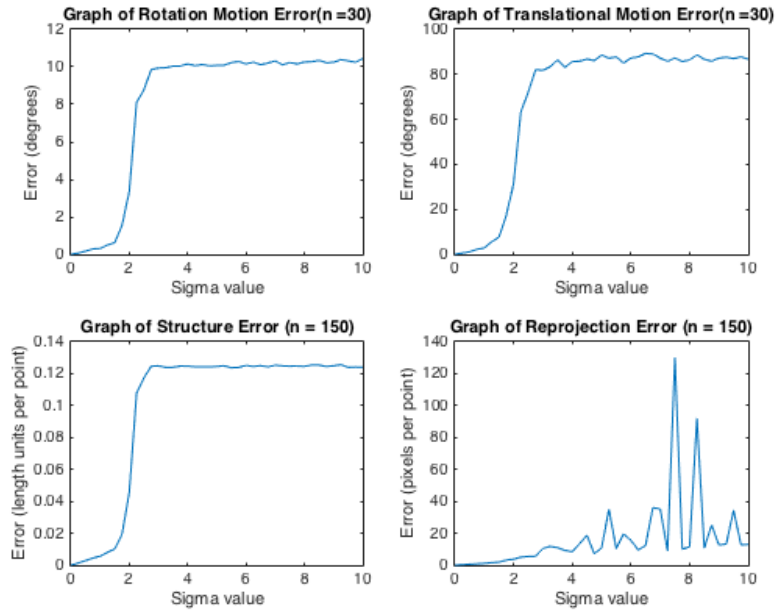 Graph of Rotation Motion Error(n =30)
12
10
8
6
4
2
0
Error (degrees)
0 2 4 6 8 10
Sigma value
Graph of Translational Motion Error(n=30)
100
80
60
40
20
0
Error (degrees)
0 2 4 6 8 10
Sigma value
Graph of Structure Error (n = 150)
0.14
0.12
0.1
0.08
0.06
0.04
0.02
0
Error (length units per point)
0 2 4 6 8 10
Sigma value
Graph of Reprojection Error (n = 150)
140
120
100
80
60
40
20
0
Error (pixels per point)
0 2 4 6 8 10
Sigma value